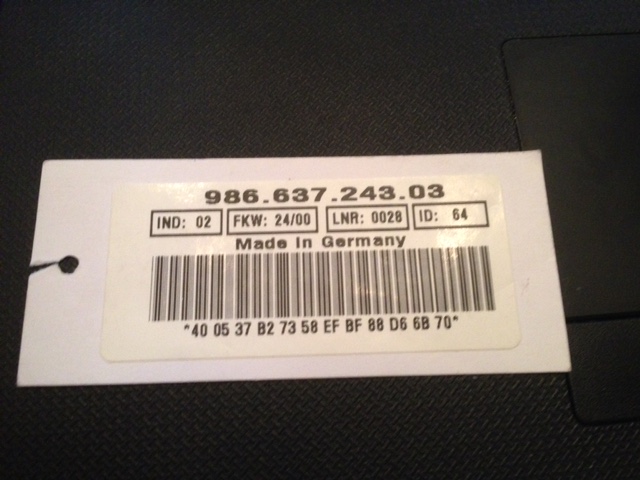 986.637.243.03
IND: 02 FKW: 24/00 LNR: 0028 ID: 64
Made In Germany
*40 05 37 B2 73 58 EF BF 88 D6 6B 70*